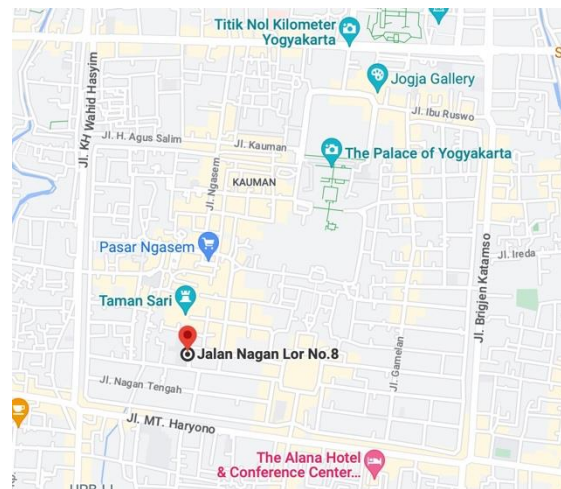 Titik Nol Kilometer
Yogyakarta
Jogja Gallery
Jl. KH Wahid Hasyim
Jl. Ibu Ruswo
Jl. H. Agus Salim
Jl. Kauman
The Palace of Yogyakarta
KAUMAN
Jl. Ngasem
Pasar Ngasem
Jl. Ireda
Jl. Brigjen Katamso
Taman Sari
Jalan Nagan Lor No.8
Jl. Gamelan
Jl. Nagan Tengah
Jl. MT. Haryono
The Alana Hotel
& Conference Center...